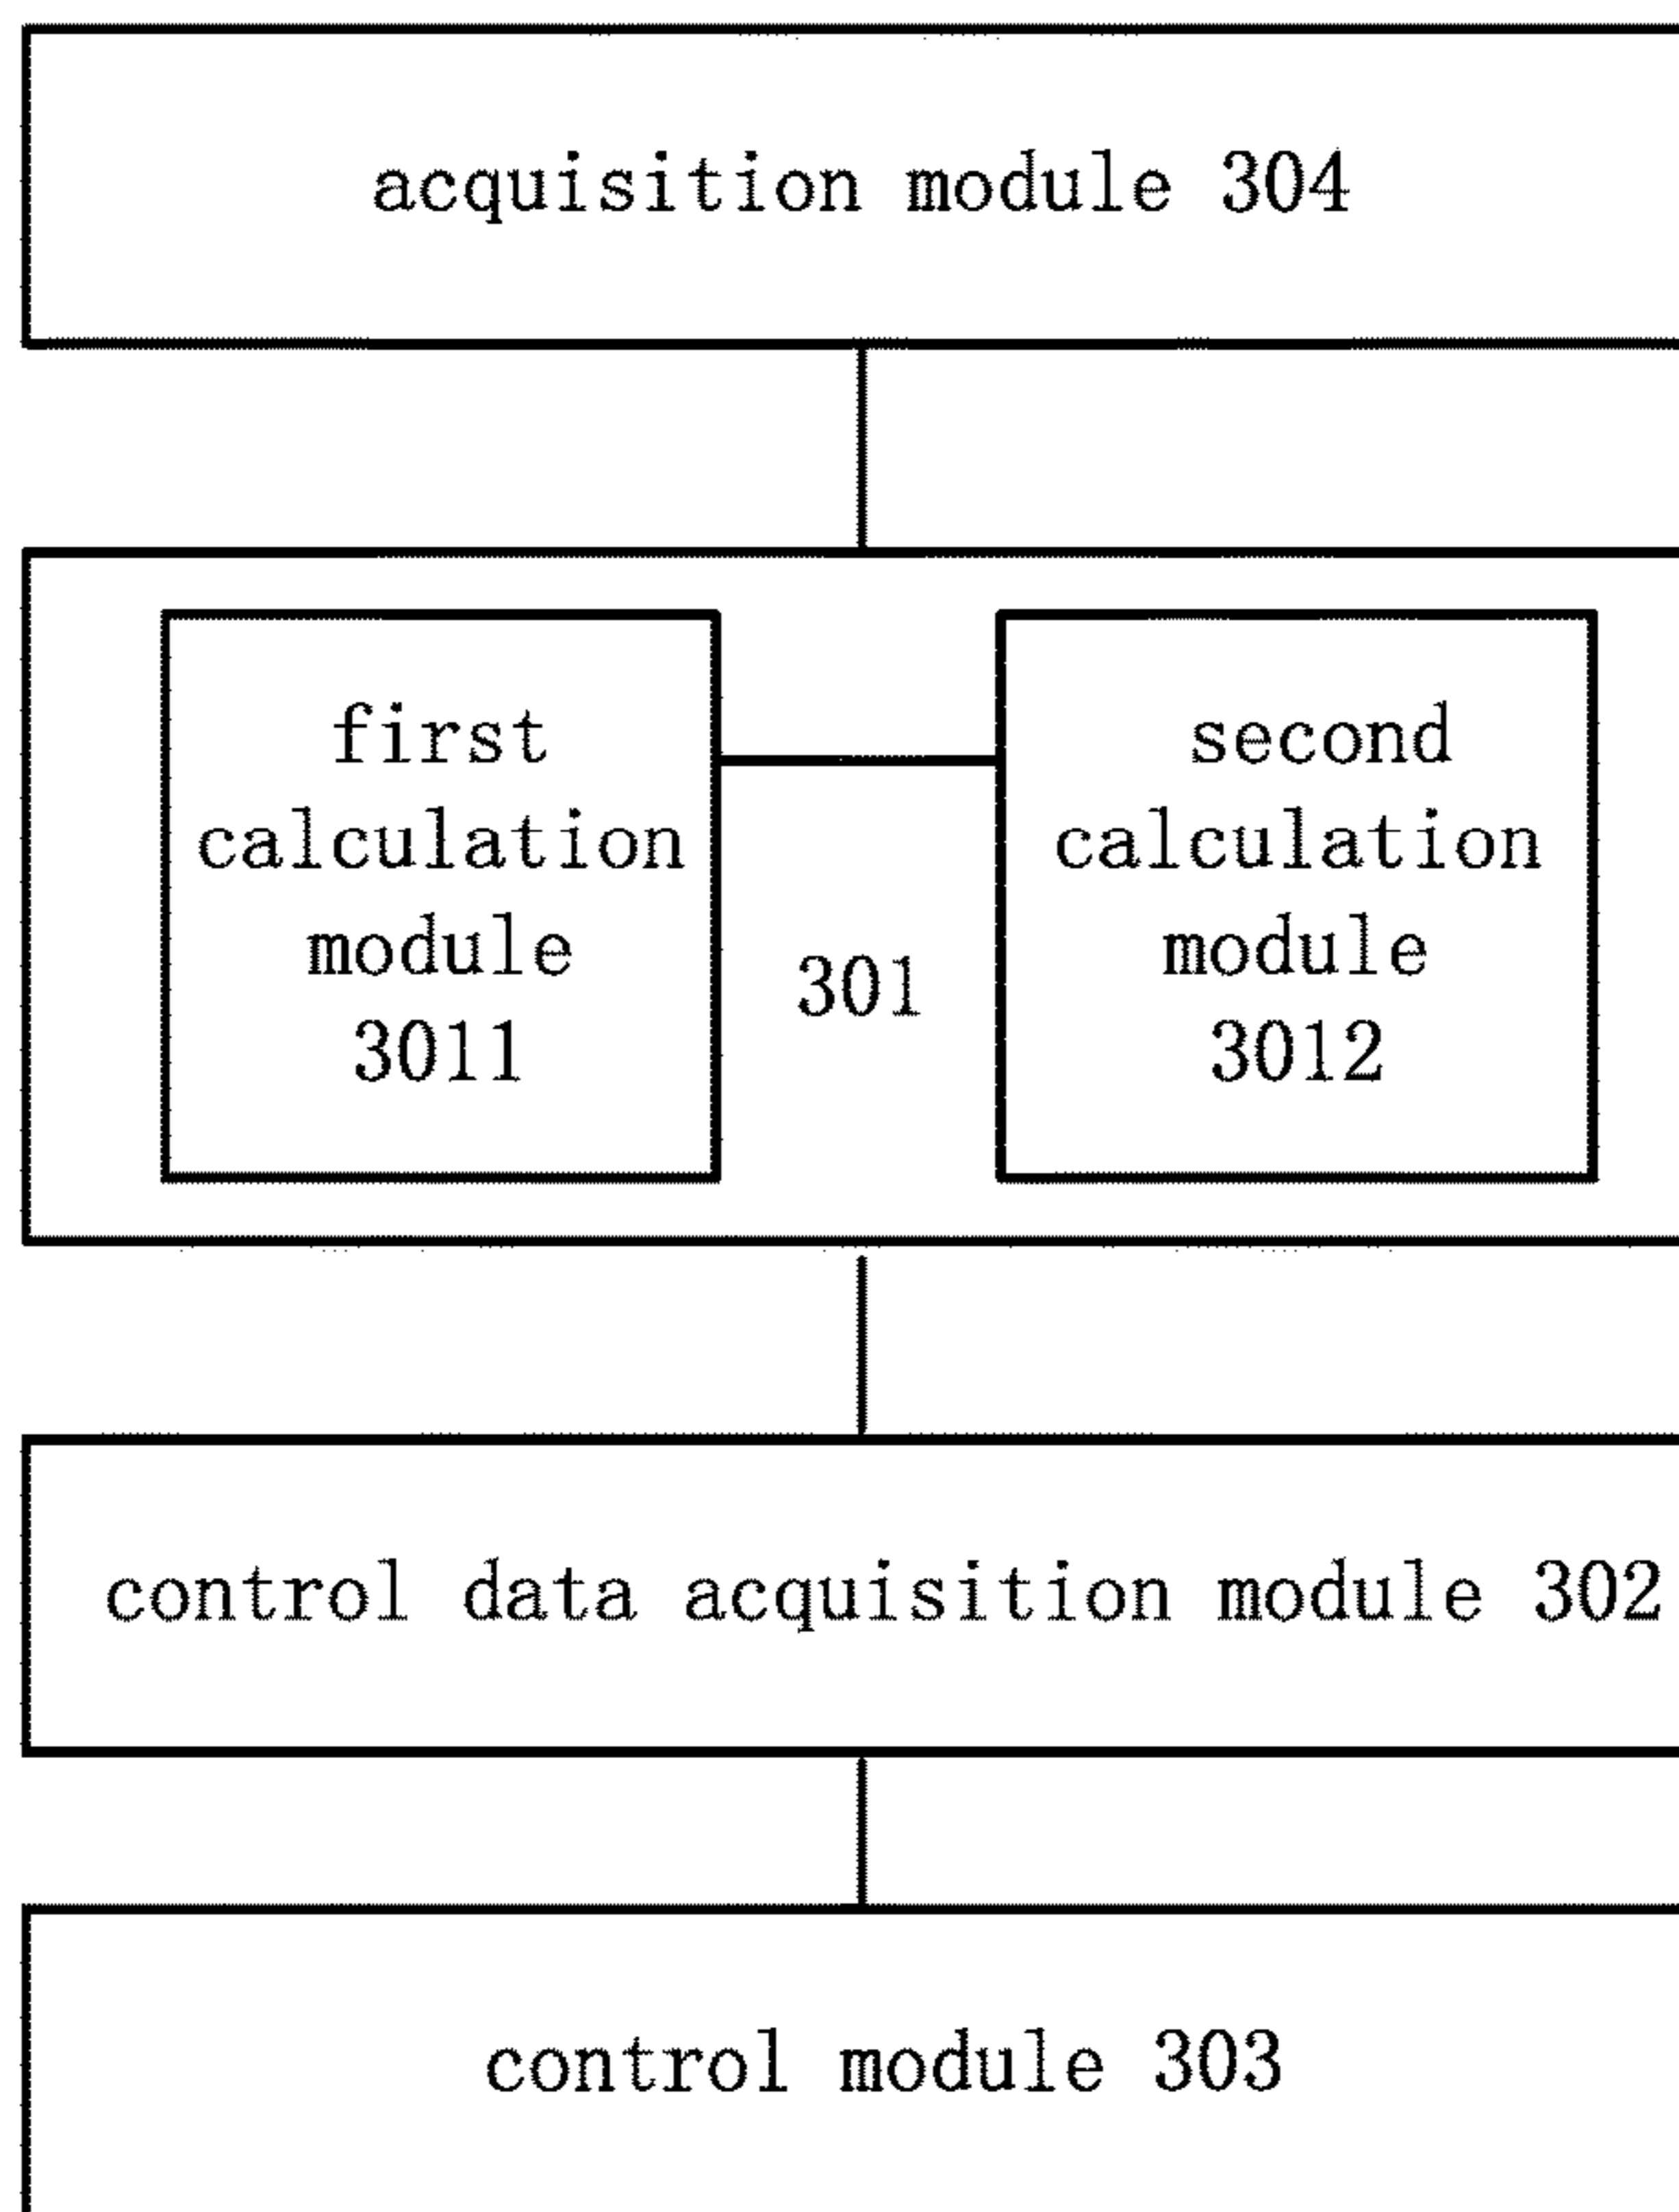 acquisition module 304
first
calculation
module
3011
301
second
calculation
module
3012
control data acquisition module 302
control module 303